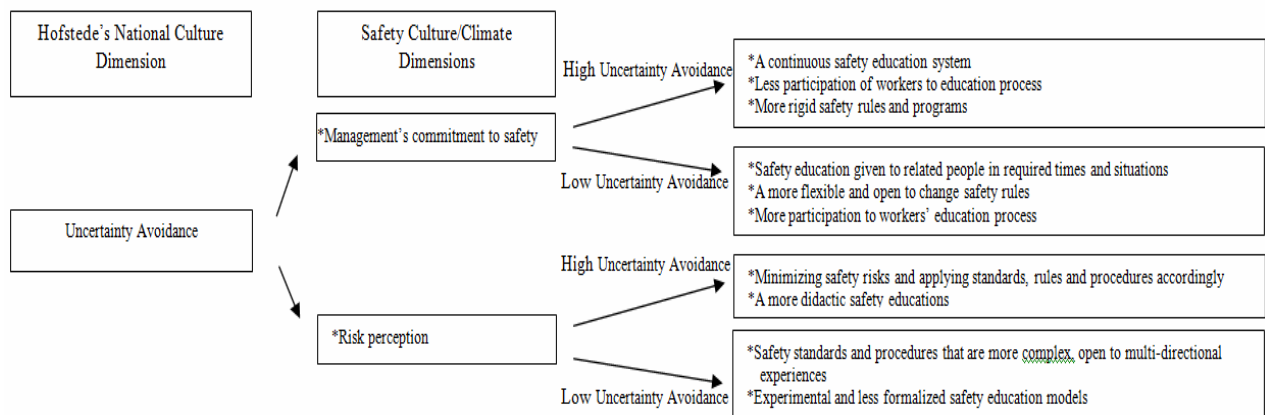 Hofstede's National Culture
Dimension
Safety Culture/Climate
Dimensions
High Uncertainty Avoidance
*A continuous safety education system
*Less participation of workers to education process
*More rigid safety rules and programs
*Management's commitment to safety
Low Uncertainty Avoidance
*Safety education given to related people in required times and situations
*A more flexible and open to change safety rules
*More participation to workers' education process
Uncertainty Avoidance
High Uncertainty Avoidance
*Minimizing safety risks and applying standards, rules and procedures accordingly
*A more didactic safety educations
*Risk perception
*Safety standards and procedures that are more complex, open to multi-directional
experiences
*Experimental and less formalized safety education models
Low Uncertainty Avoidance